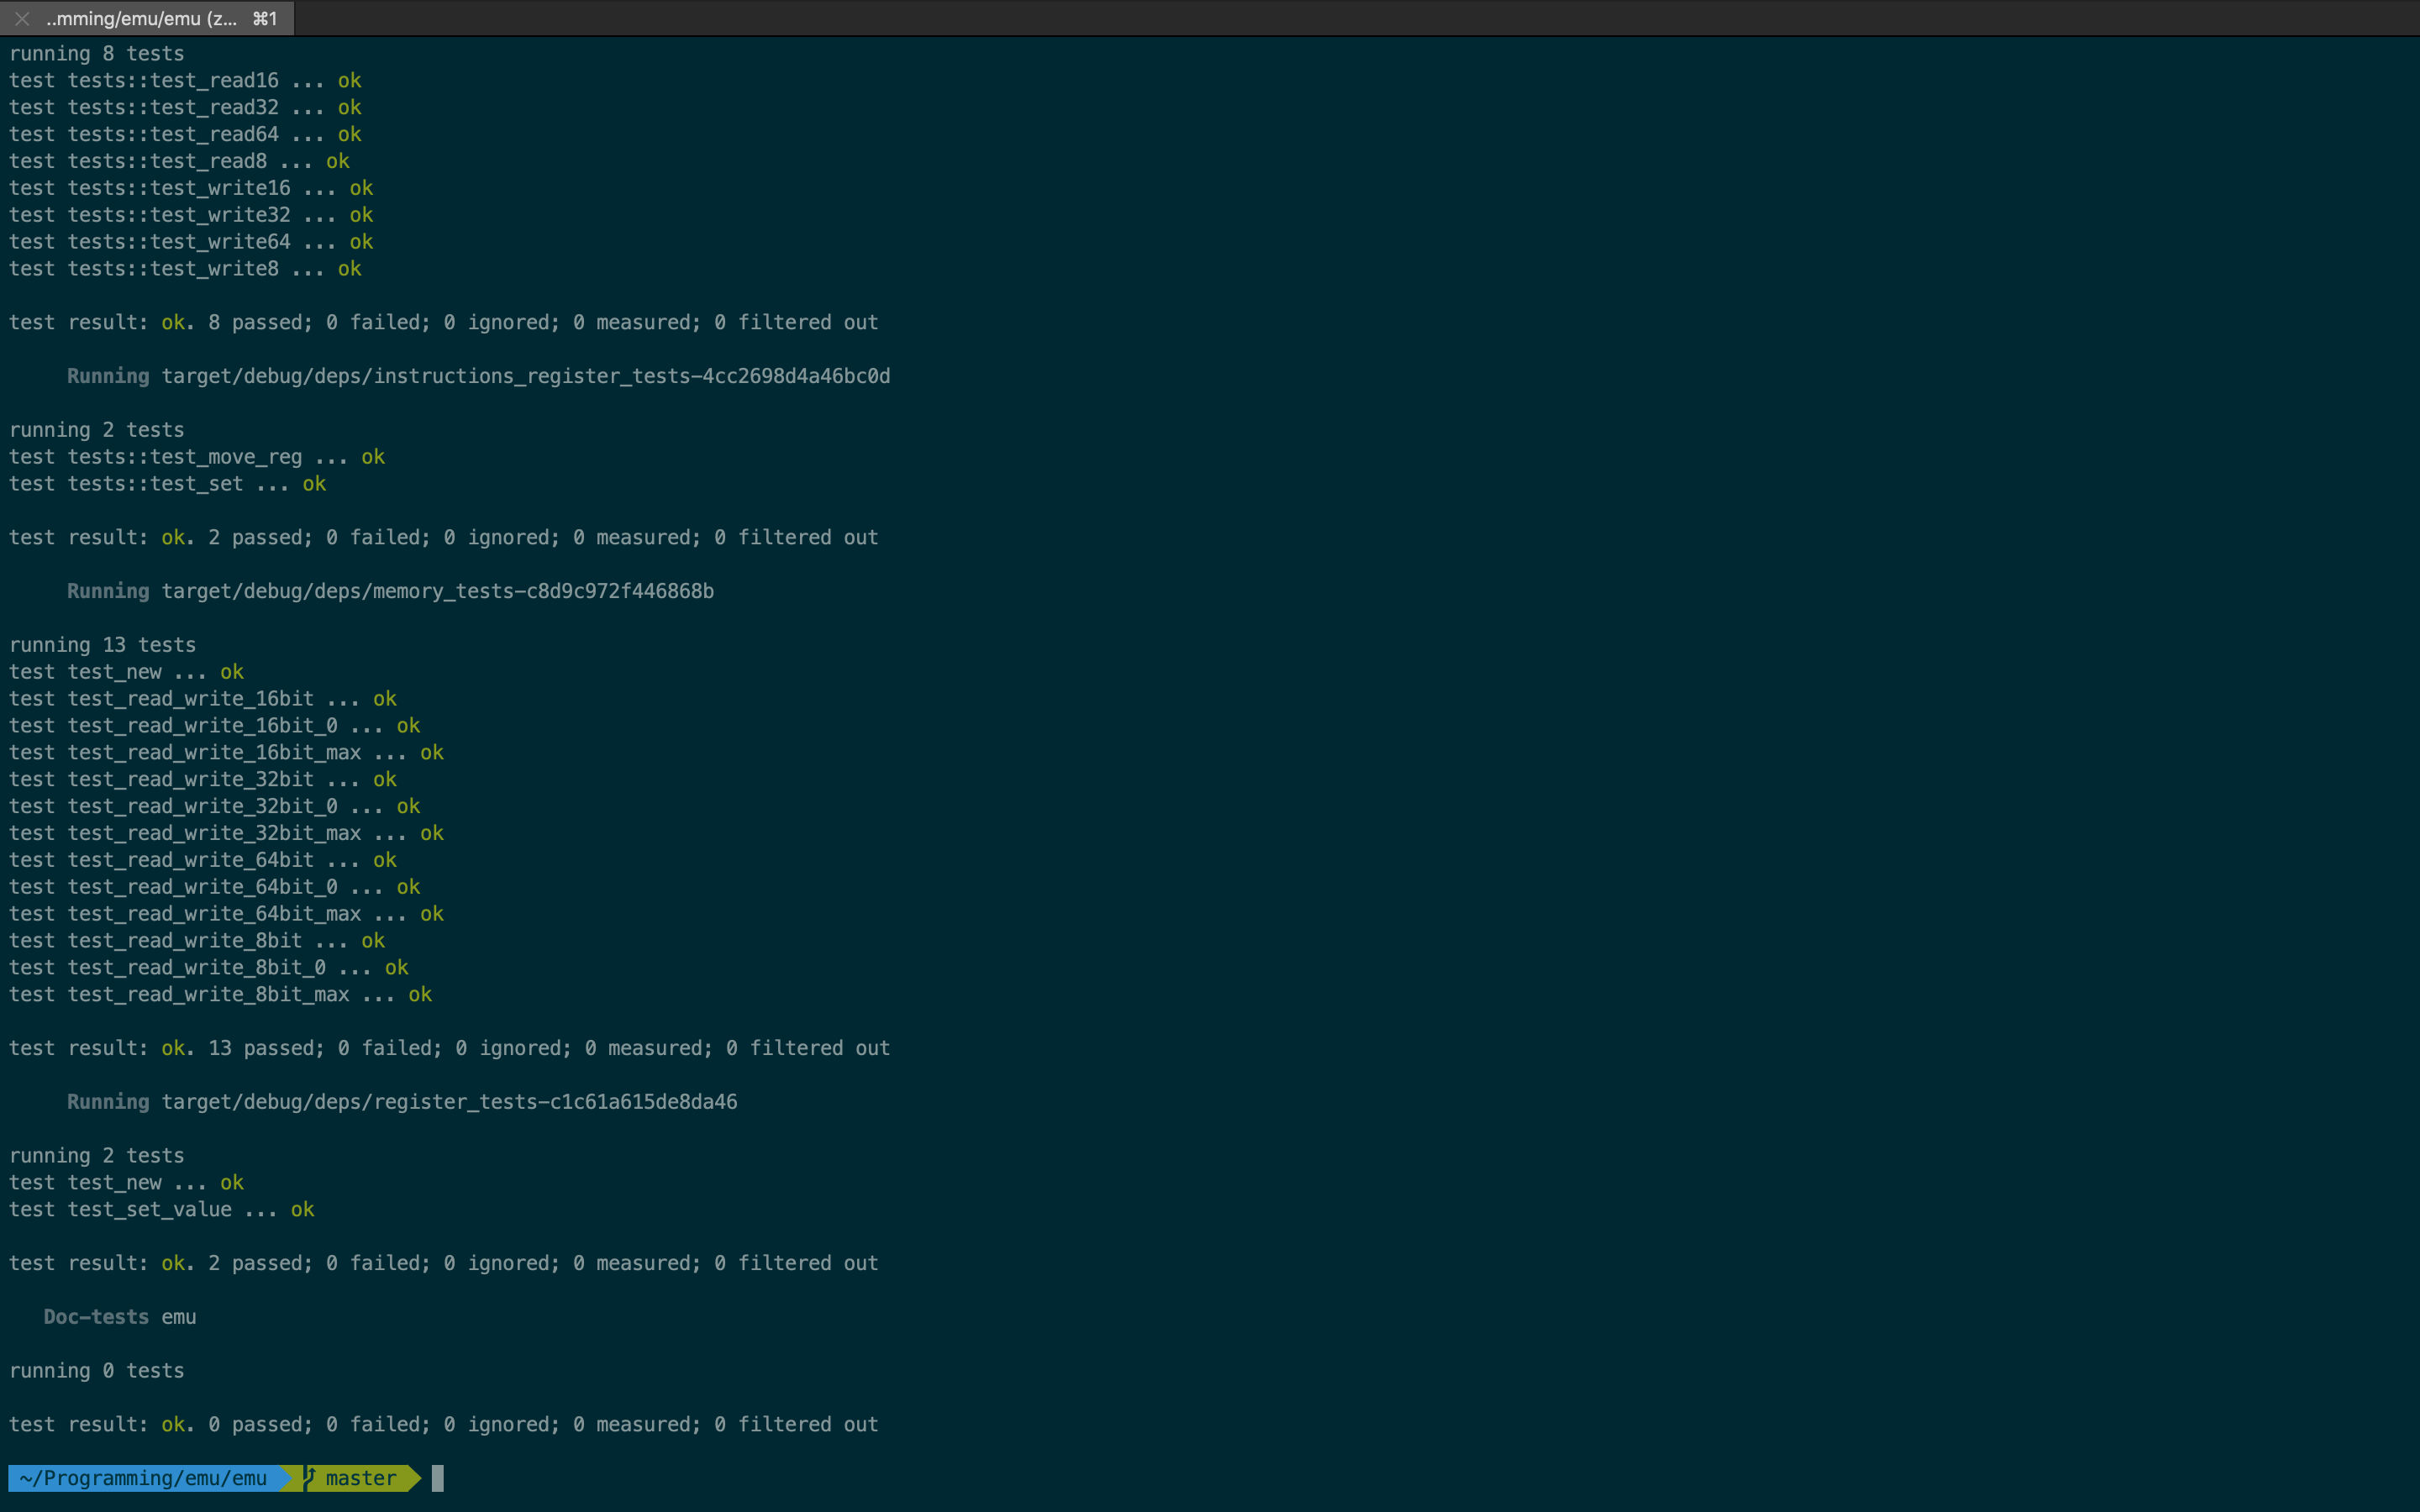 ..mming/emu/emu (z... ⌘1
running 8 tests
test tests::test_read16 ... ok
test tests::test_read32 ... ok
test tests::test_read64 ... ok
test tests::test_read8 ... ok
test tests::test_write16 ... ok
test tests::test_write32 ... ok
test tests::test_write64 ... ok
test tests::test_write8 ... ok
test result: ok. 8 passed; 0 failed; 0 ignored; 0 measured; 0 filtered out
Running target/debug/deps/instructions_register_tests-4cc2698d4a46bc0d
running 2 tests
test tests::test_move_reg ... ok
test tests::test_set ... ok
test result: ok. 2 passed; 0 failed; 0 ignored; 0 measured; 0 filtered out
Running target/debug/deps/memory_tests-c8d9c972f446868b
running 13 tests
test test_new ... ok
test test_read_write_16bit ... ok
test test_read_write_16bit_0 ... ok
test test_read_write_16bit_max ... ok
test test_read_write_32bit ... ok
test test_read_write_32bit_0 ... ok
test test_read_write_32bit_max ... ok
test test_read_write_64bit ... ok
test test_read_write_64bit_0 ... ok
test test_read_write_64bit_max ... ok
test test_read_write_8bit ... ok
test test_read_write_8bit_0 ... ok
test test_read_write_8bit_max ... ok
test result: ok. 13 passed; 0 failed; 0 ignored; 0 measured; 0 filtered out
Running target/debug/deps/register_tests-c1c61a615de8da46
running 2 tests
test test_new ... ok
test test_set_value ... ok
test result: ok. 2 passed; 0 failed; 0 ignored; 0 measured; 0 filtered out
Doc-tests emu
running 0 tests
test result: ok. 0 passed; 0 failed; 0 ignored; 0 measured; 0 filtered out
~/Programming/emu/emu master